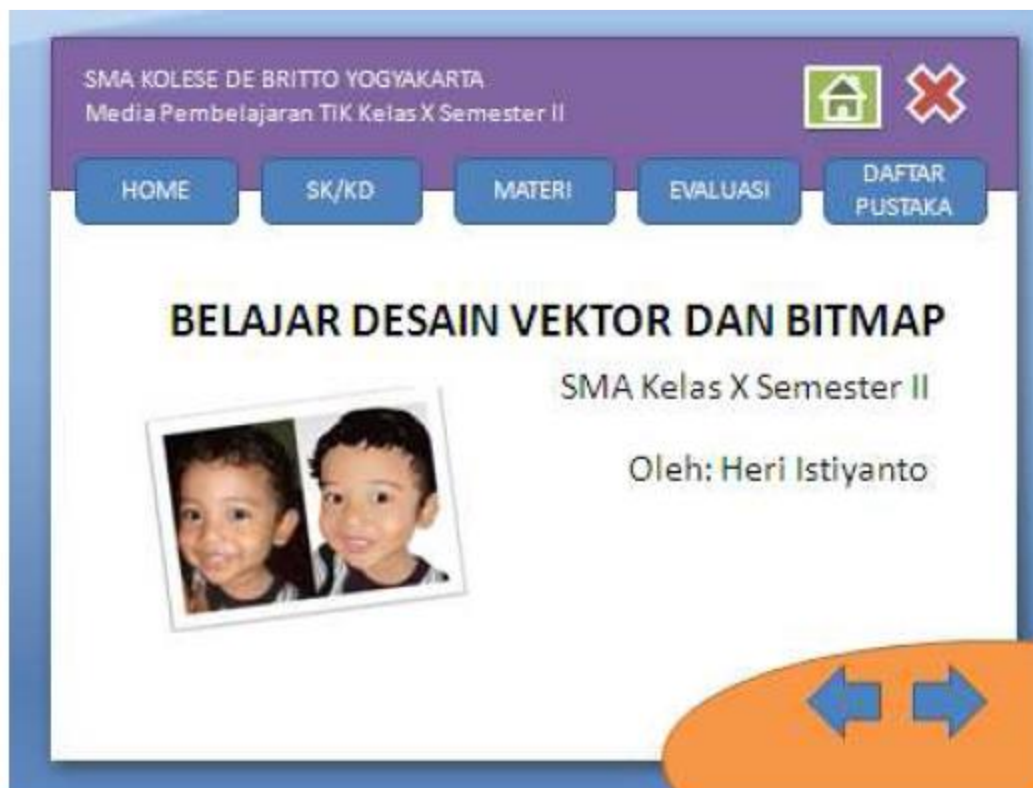 SMA KOLESE DE BRITTO YOGYAKARTA
Media Pembelajaran TIK Kelas X Semester II
HOME
SK/KD
MATERI
EVALUASI
DAFTAR
PUSTAKA
BELAJAR DESAIN VEKTOR DAN BITMAP
SMA Kelas X Semester II
Oleh: Heri Istiyanto